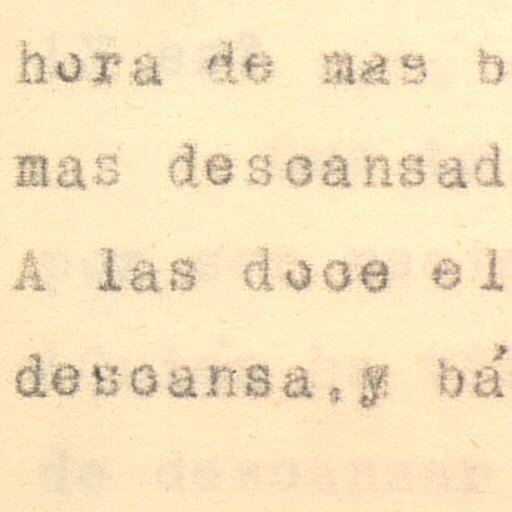 hora de mas b
mas descansad
A las doce el
descansa,y bá
de descansar